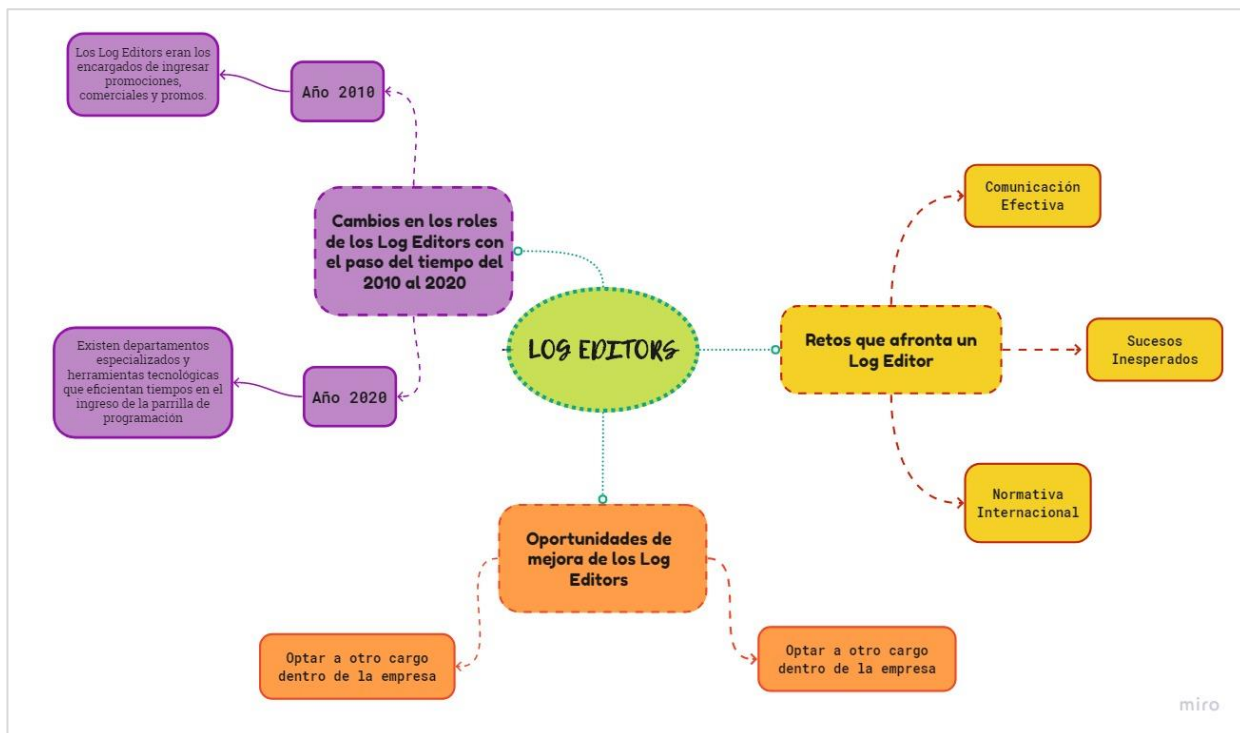 LOG EDITORS
Cambios en los roles
de los Log Editors con
el paso del tiempo del
2010 al 2020
Año 2010
Los Log Editors eran los
encargados de ingresar
promociones,
comerciales y promos.
Año 2020
Existen departamentos
especializados y
herramientas tecnológicas
que eficientan tiempos en el
ingreso de la parrilla de
programación
Retos que afronta un
Log Editor
Comunicación
Efectiva
Sucesos
Inesperados
Normativa
Internacional
Oportunidades de
mejora de los Log
Editors
Optar a otro cargo
dentro de la empresa
Optar a otro cargo
dentro de la empresa
miro